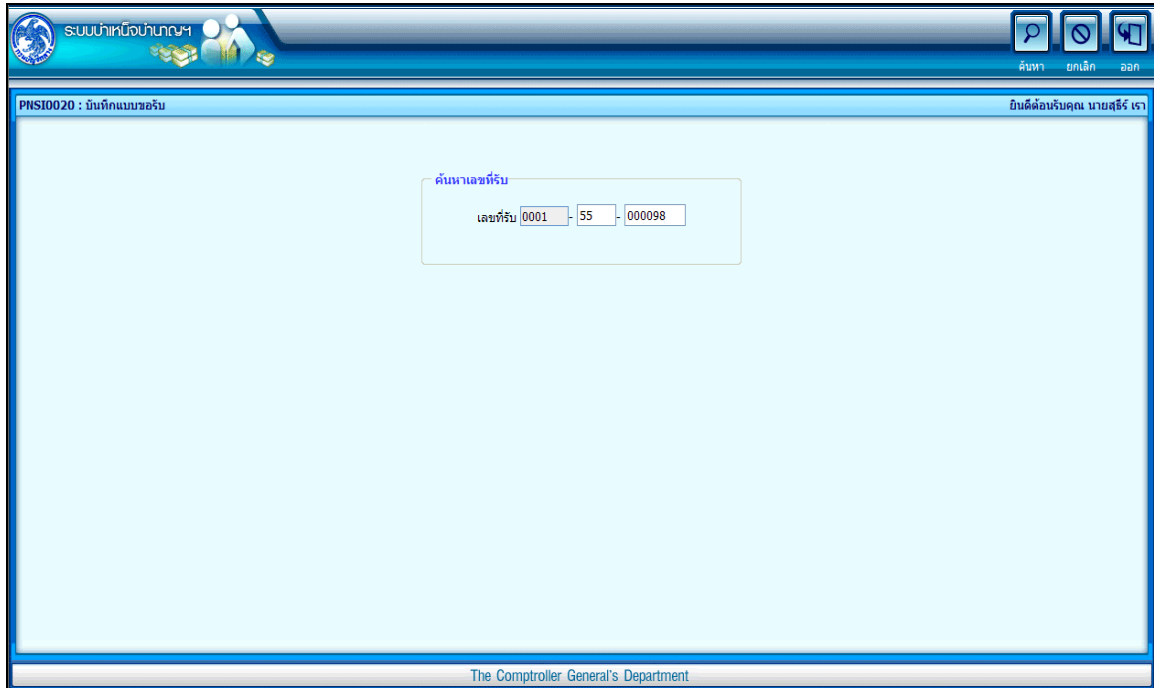 ระบบบำเหน็จบำนาญฯ
ค้นหา ยกเลิก ออก
PNSI0020 : บันทึกแบบขอรับ ยินดีต้อนรับคุณ นายสุธีร์ เรา
ค้นหาเลขที่รับ
เลขที่รับ 0001 - 55 - 000098
The Comptroller General's Department